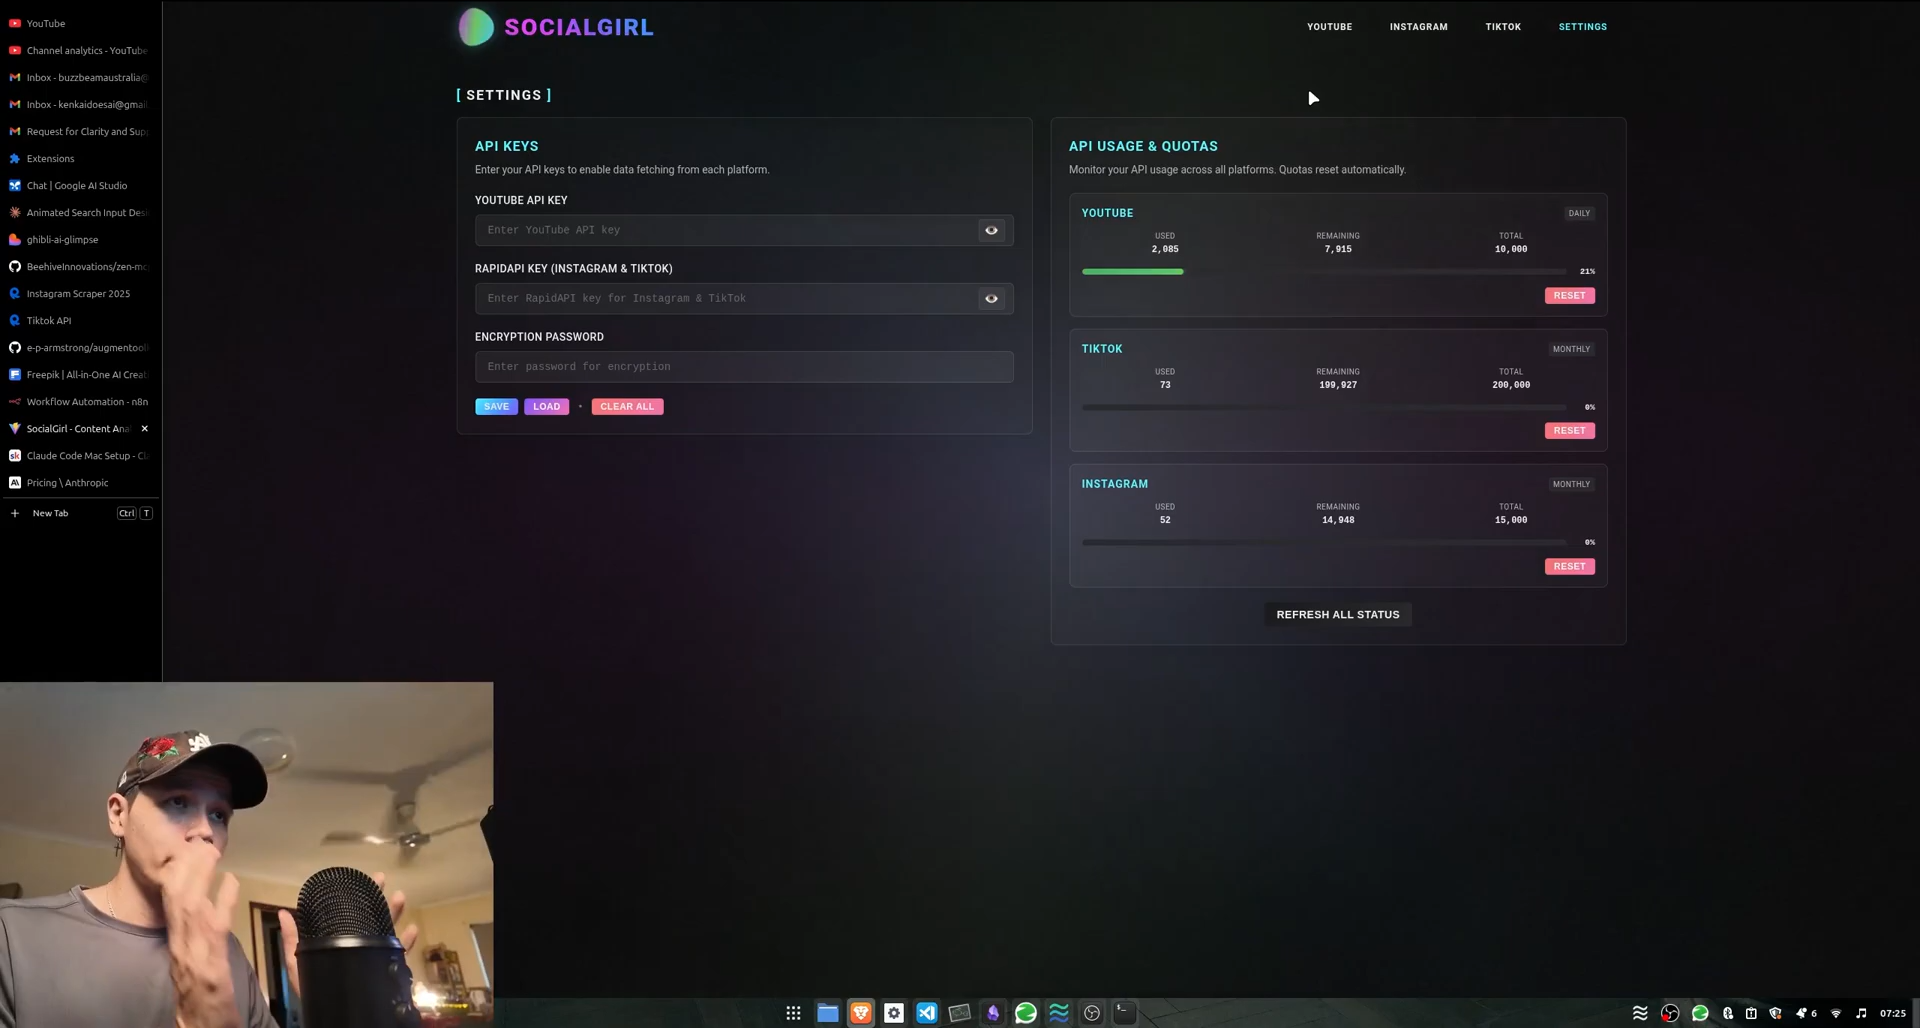 YouTube
Channel analytics - YouTube
Inbox - buzzbeamaustralia@
Inbox - kenkaidoesai@gmai
Request for Clarity and Sup
Extensions
Chat | Google AI Studio
Animated Search Input Des
ghibli-ai-glimpse
BeehiveInnovations/zen-mc
Instagram Scraper 2025
Tiktok API
e-p-armstrong/augmentool
Freepik | All-in-One AI Creat
Workflow Automation - n8n
SocialGirl - Content Ana
Claude Code Mac Setup - Cl
Pricing \ Anthropic
New Tab Ctrl T
SOCIALGIRL
YOUTUBE INSTAGRAM TIKTOK SETTINGS
[ SETTINGS ]
API KEYS
Enter your API keys to enable data fetching from each platform.
YOUTUBE API KEY
Enter YouTube API key
RAPIDAPI KEY (INSTAGRAM & TIKTOK)
Enter RapidAPI key for Instagram & TikTok
ENCRYPTION PASSWORD
Enter password for encryption
SAVE LOAD • CLEAR ALL
API USAGE & QUOTAS
Monitor your API usage across all platforms. Quotas reset automatically.
YOUTUBE DAILY
USED REMAINING TOTAL
2,085 7,915 10,000
21%
RESET
TIKTOK MONTHLY
USED REMAINING TOTAL
73 199,927 200,000
0%
RESET
INSTAGRAM MONTHLY
USED REMAINING TOTAL
52 14,948 15,000
0%
RESET
REFRESH ALL STATUS
6 07:25